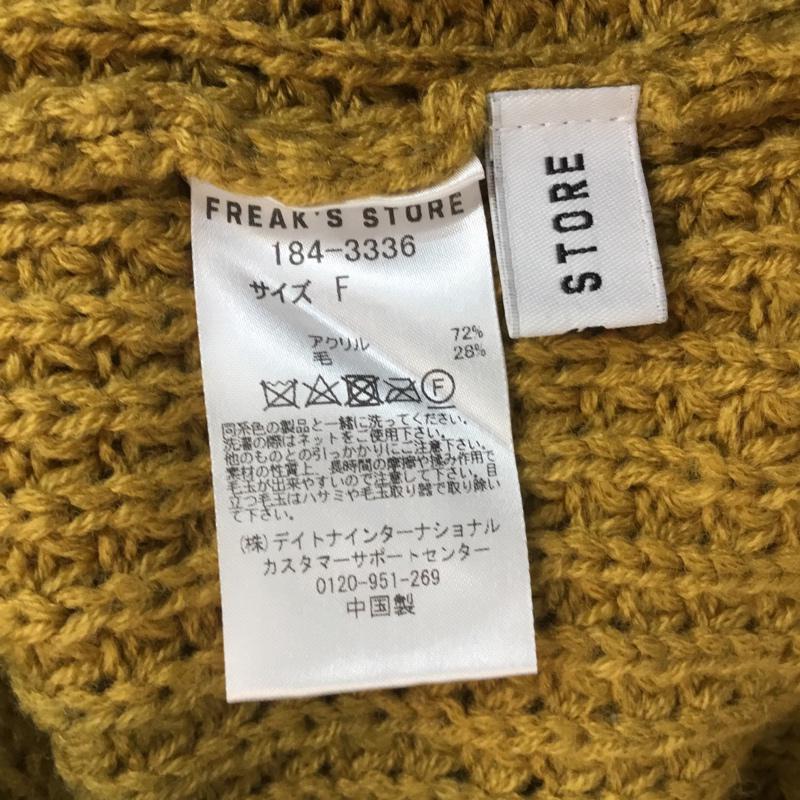 FREAK'S STORE
184-3336
サイズ F
アクリル 72%
毛 28%
F
同系色の製品と一緒に洗ってください。
洗濯の際はネットをご使用下さい。
他のものとの引っかかりにご注意下さい。
素材の性質上、長時間の摩擦や揉み作用で
毛玉が出来やすいので注意して下さい。目
立つ毛玉はハサミや毛玉取り器で取り除い
て下さい。
(株)デイトナインターナショナル
カスタマーサポートセンター
0120-951-269
中国製
S STORE